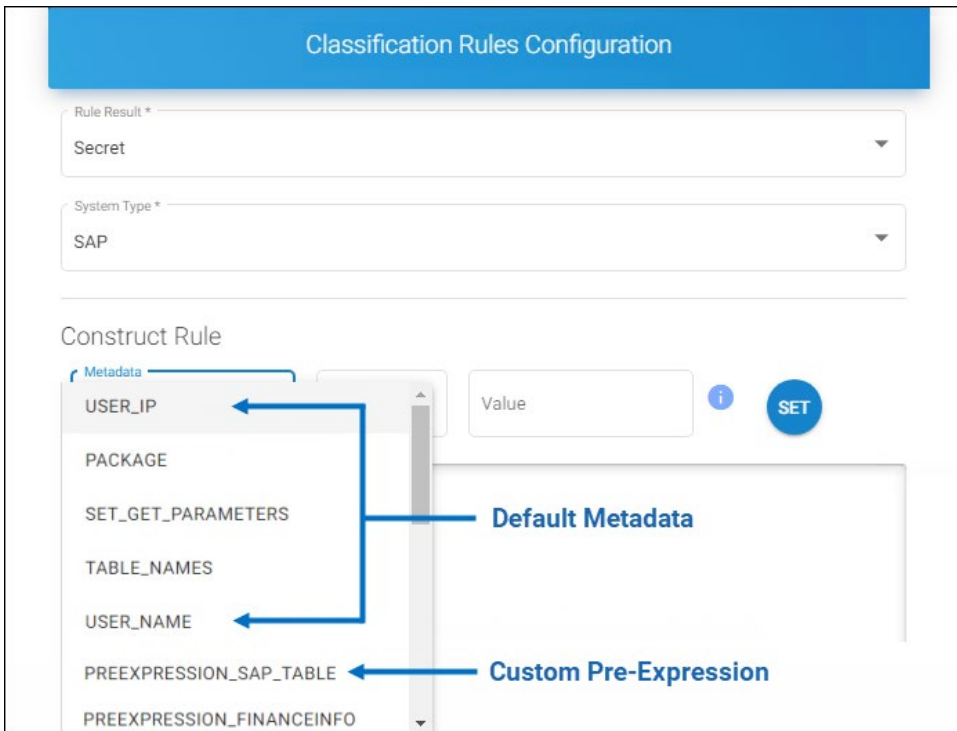 Classification Rules Configuration
Rule Result *
Secret
System Type *
SAP
Construct Rule
Metadata
Value
i
SET
USER_IP
PACKAGE
SET_GET_PARAMETERS
Default Metadata
TABLE_NAMES
USER_NAME
PREEXPRESSION_SAP_TABLE
Custom Pre-Expression
PREEXPRESSION_FINANCEINFO